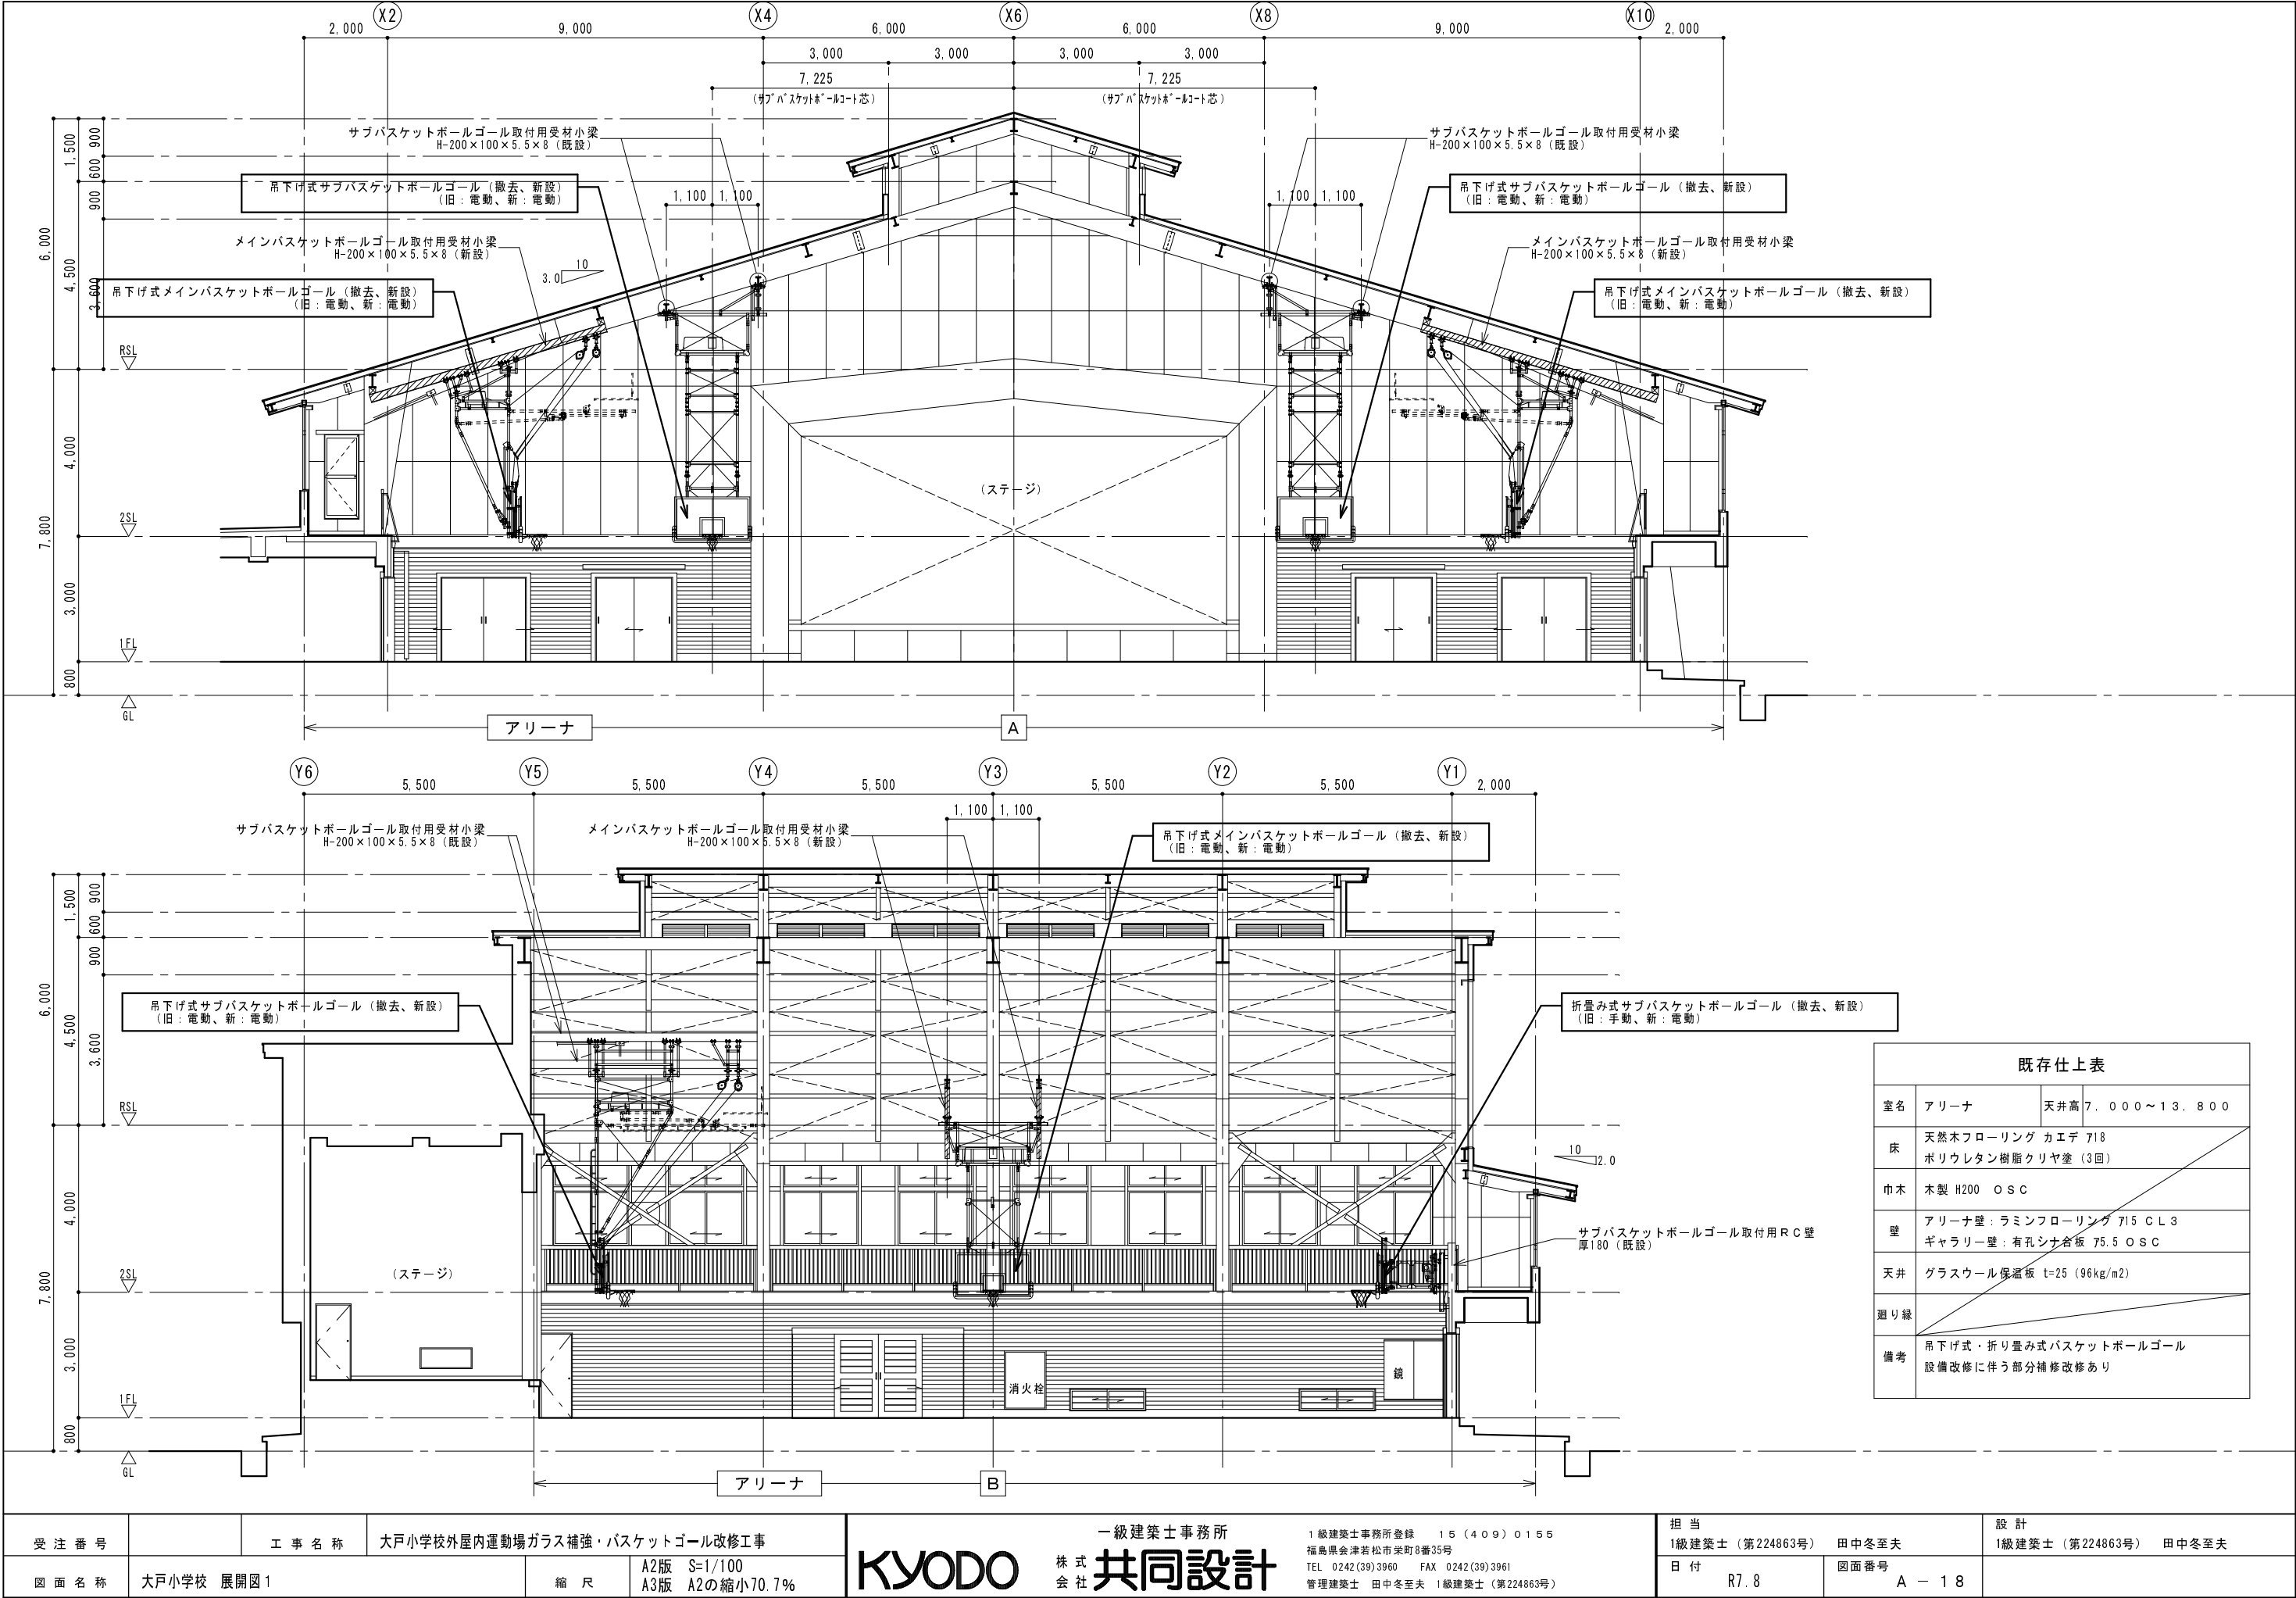 X2
X4
X6
X8
X10
2,000
9,000
6,000
6,000
9,000
2,000
3,000
3,000
3,000
3,000
7,225
7,225
(サブバスケットボールコート芯)
(サブバスケットボールコート芯)
サブバスケットボールゴール取付用受材小梁
H-200×100×5.5×8（既設）
サブバスケットボールゴール取付用受材小梁
H-200×100×5.5×8（既設）
吊下げ式サブバスケットボールゴール（撤去、新設）
（旧：電動、新：電動）
1,100
1,100
1,100
1,100
吊下げ式サブバスケットボールゴール（撤去、新設）
（旧：電動、新：電動）
メインバスケットボールゴール取付用受材小梁
H-200×100×5.5×8（新設）
メインバスケットボールゴール取付用受材小梁
H-200×100×5.5×8（新設）
10
3.0
吊下げ式メインバスケットボールゴール（撤去、新設）
（旧：電動、新：電動）
吊下げ式メインバスケットボールゴール（撤去、新設）
（旧：電動、新：電動）
6,000
7,800
1,500
4,500
4,000
3,000
800
900
600
900
3,600
RSL
2SL
1FL
GL
（ステージ）
アリーナ
A
Y6
Y5
Y4
Y3
Y2
Y1
5,500
5,500
5,500
5,500
5,500
2,000
1,100
1,100
サブバスケットボールゴール取付用受材小梁
H-200×100×5.5×8（既設）
メインバスケットボールゴール取付用受材小梁
H-200×100×5.5×8（新設）
吊下げ式メインバスケットボールゴール（撤去、新設）
（旧：電動、新：電動）
吊下げ式サブバスケットボールゴール（撤去、新設）
（旧：電動、新：電動）
折畳み式サブバスケットボールゴール（撤去、新設）
（旧：手動、新：電動）
6,000
7,800
1,500
4,500
4,000
3,000
800
900
600
900
3,600
RSL
2SL
1FL
GL
10
2.0
サブバスケットボールゴール取付用ＲＣ壁
厚180（既設）
（ステージ）
消火栓
鏡
アリーナ
B
既存仕上表
室名 アリーナ 天井高 7．000～13．800
床 天然木フローリング カエデ ｱ18
ポリウレタン樹脂クリヤ塗（3回）
巾木 木製 H200 ＯＳＣ
壁 アリーナ壁：ラミンフローリング ｱ15 ＣＬ3
ギャラリー壁：有孔シナ合板 ｱ5.5 ＯＳＣ
天井 グラスウール保温板 t=25（96kg/m2）
廻り縁
備考 吊下げ式・折り畳み式バスケットボールゴール
設備改修に伴う部分補修改修あり
受注番号
工事名称 大戸小学校外屋内運動場ガラス補強・バスケットゴール改修工事
図面名称 大戸小学校 展開図1
縮尺 A2版 S=1/100
A3版 A2の縮小70.7%
KYODO
一級建築士事務所
株式会社 共同設計
1級建築士事務所登録 15（409）0155
福島県会津若松市栄町8番35号
TEL 0242(39)3960 FAX 0242(39)3961
管理建築士 田中冬至夫 1級建築士（第224863号）
担当
1級建築士（第224863号） 田中冬至夫
設計
1級建築士（第224863号） 田中冬至夫
日付 R7.8
図面番号 A－18